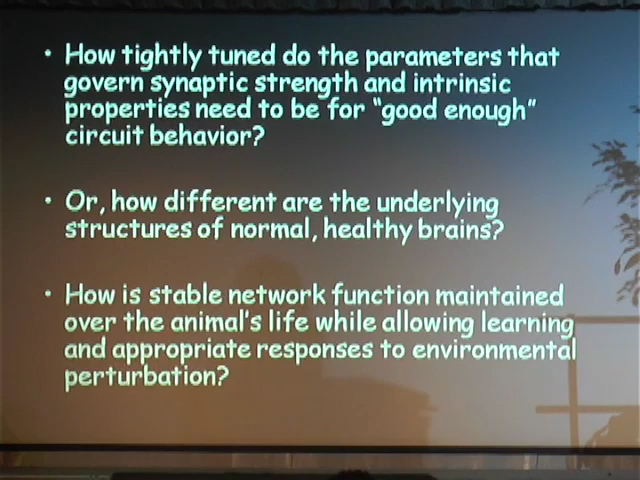 • How tightly tuned do the parameters that
govern synaptic strength and intrinsic
properties need to be for “good enough”
circuit behavior?
• Or, how different are the underlying
structures of normal, healthy brains?
• How is stable network function maintained
over the animal's life while allowing learning
and appropriate responses to environmental
perturbation?